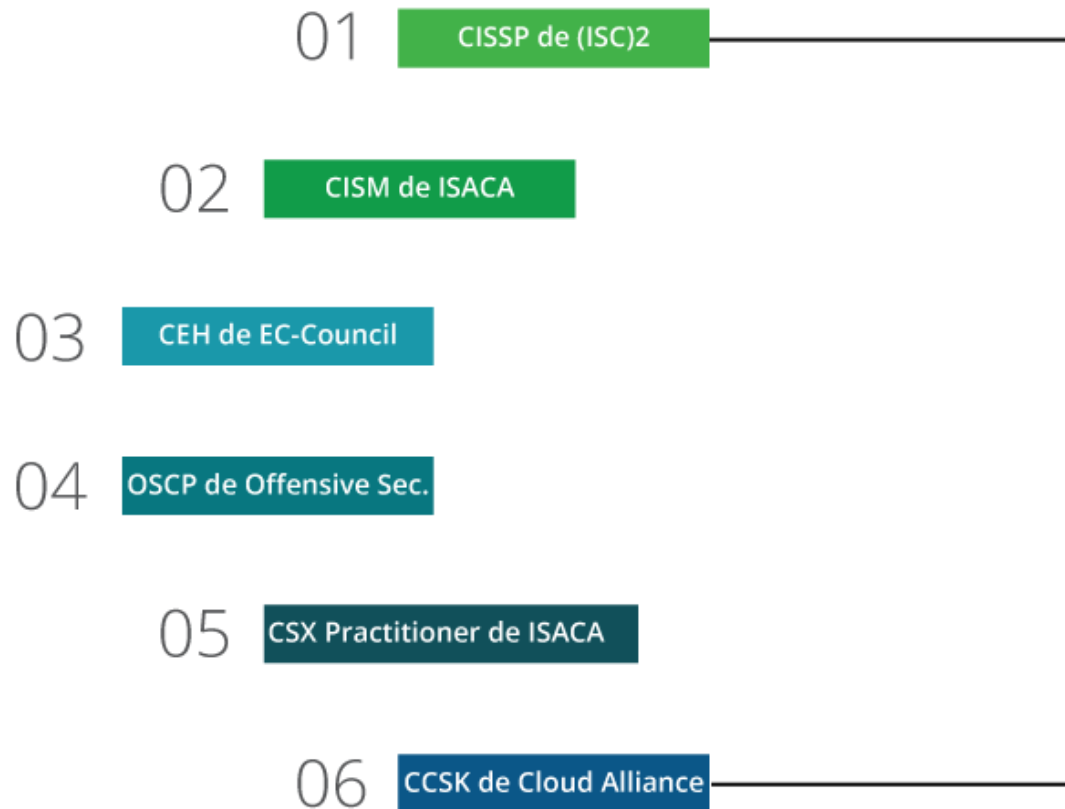 01 CISSP de (ISC)2
02 CISM de ISACA
03 CEH de EC-Council
04 OSCP de Offensive Sec.
05 CSX Practitioner de ISACA
06 CCSK de Cloud Alliance